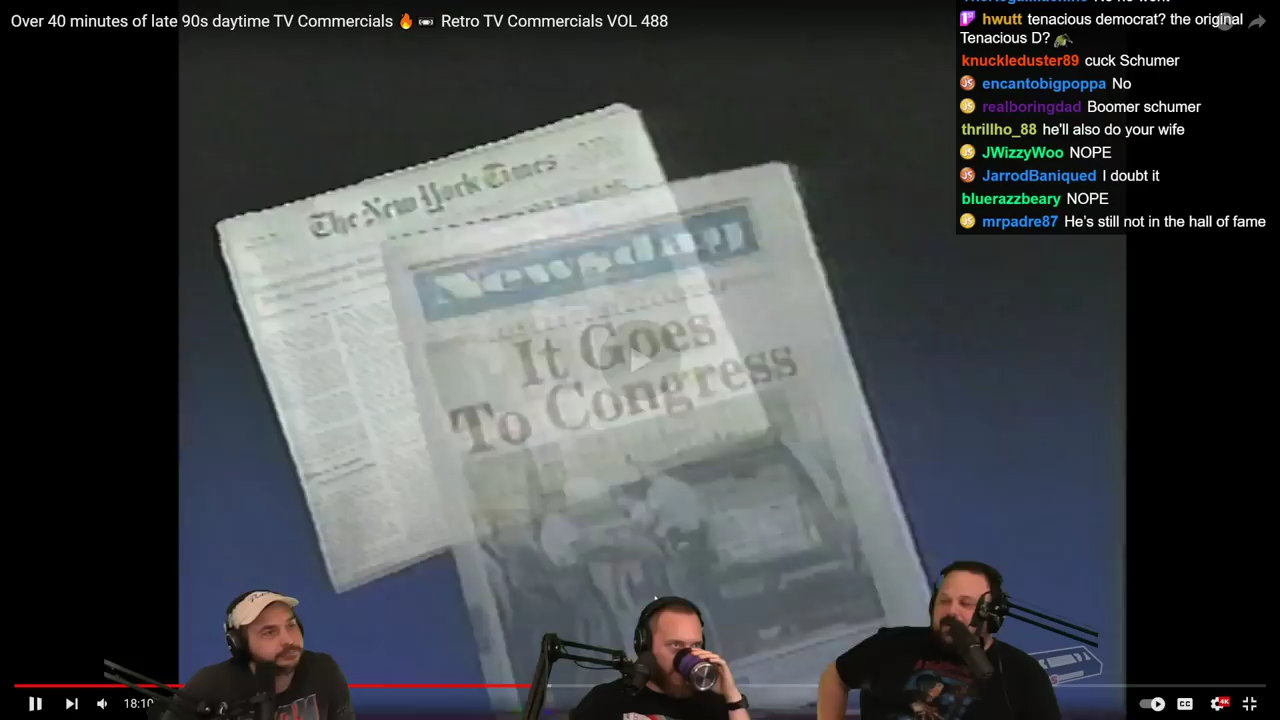 Over 40 minutes of late 90s daytime TV Commercials 🔥📼 Retro TV Commercials VOL 488
hwutt tenacious democrat? the original
Tenacious D?
knuckleduster89 cuck Schumer
encantobigpoppa No
realboringdad Boomer schumer
thrillho_88 he'll also do your wife
JWizzyWoo NOPE
JarrodBaniqued I doubt it
bluerazzbeary NOPE
mrpadre87 He's still not in the hall of fame
The New York Times
Newsday
It Goes
To Congress
18:10
CC
4K